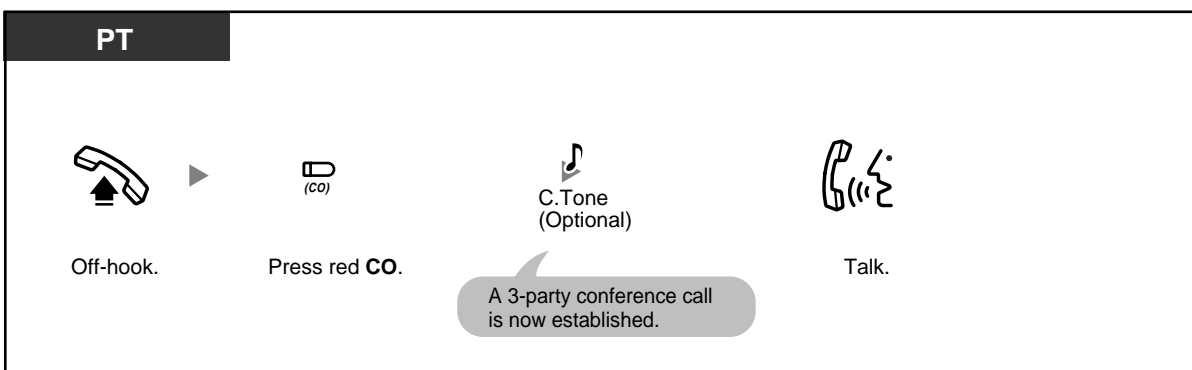 PT
(CO)
C.Tone
(Optional)
Off-hook.
Press red CO.
Talk.
A 3-party conference call
is now established.